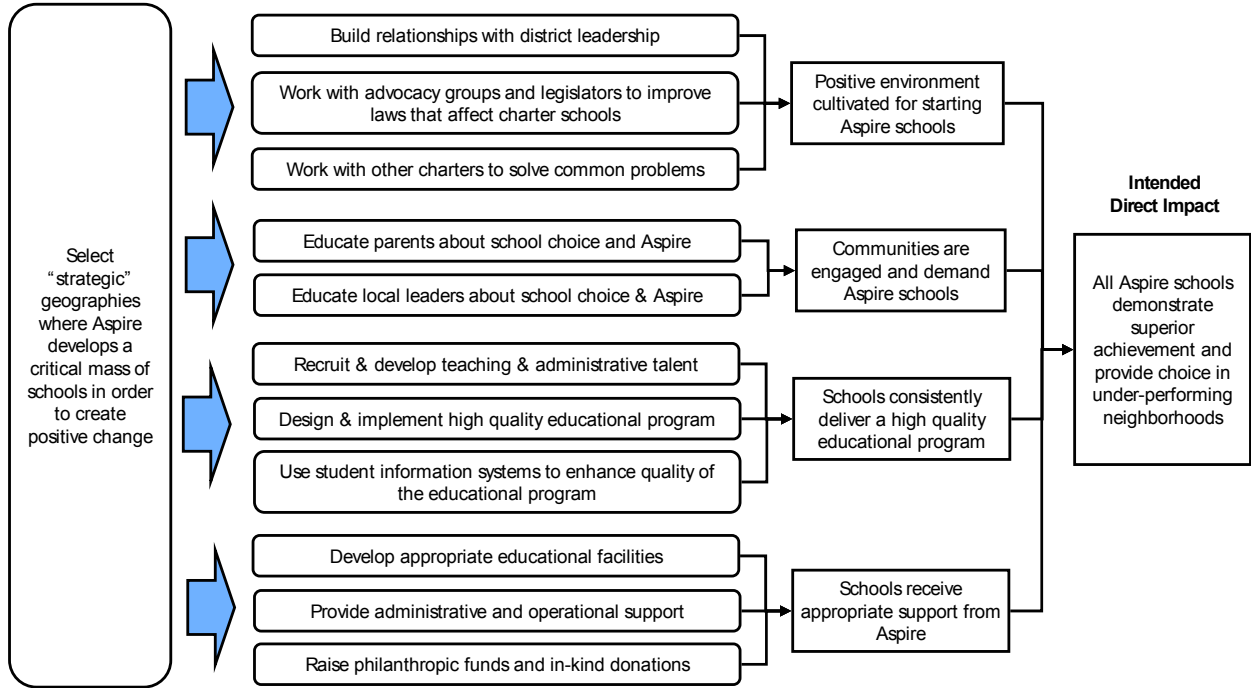 Select
“strategic”
geographies
where Aspire
develops a
critical mass of
schools in order
to create
positive change
Build relationships with district leadership
Work with advocacy groups and legislators to improve
laws that affect charter schools
Work with other charters to solve common problems
Positive environment
cultivated for starting
Aspire schools
Educate parents about school choice and Aspire
Educate local leaders about school choice & Aspire
Communities are
engaged and demand
Aspire schools
Recruit & develop teaching & administrative talent
Design & implement high quality educational program
Use student information systems to enhance quality of
the educational program
Schools consistently
deliver a high quality
educational program
Develop appropriate educational facilities
Provide administrative and operational support
Raise philanthropic funds and in-kind donations
Schools receive
appropriate support from
Aspire
Intended
Direct Impact
All Aspire schools
demonstrate
superior
achievement and
provide choice in
under-performing
neighborhoods